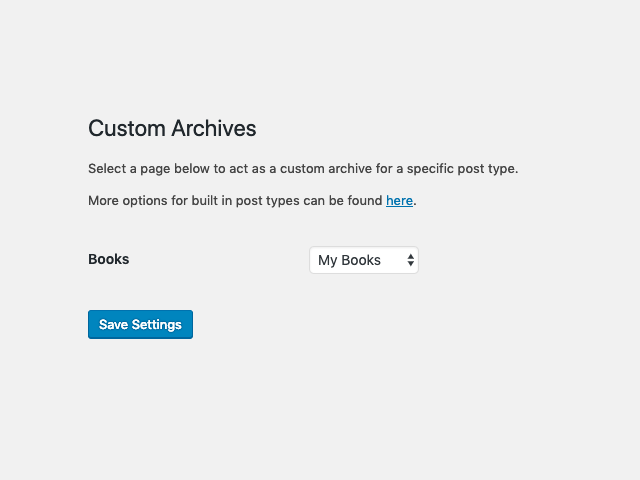 Custom Archives
Select a page below to act as a custom archive for a specific post type.
More options for built in post types can be found here.
Books
My Books
Save Settings